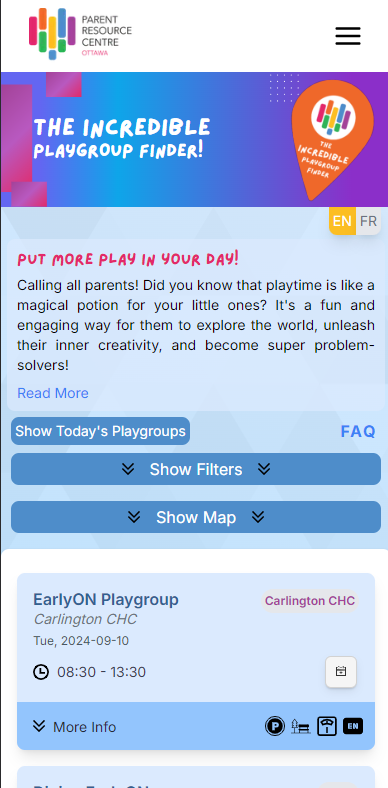 PARENT
RESOURCE
CENTRE
OTTAWA
THE INCREDIBLE
PLAYGROUP FINDER!
THE
INCREDIBLE
PLAYGROUP
FINDER
EN FR
PUT MORE PLAY IN YOUR DAY!
Calling all parents! Did you know that playtime is like a
magical potion for your little ones? It's a fun and
engaging way for them to explore the world, unleash
their inner creativity, and become super problem-
solvers!
Read More
Show Today's Playgroups
FAQ
Show Filters
Show Map
EarlyON Playgroup
Carlington CHC
Carlington CHC
Tue, 2024-09-10
08:30 - 13:30
More Info
P
EN